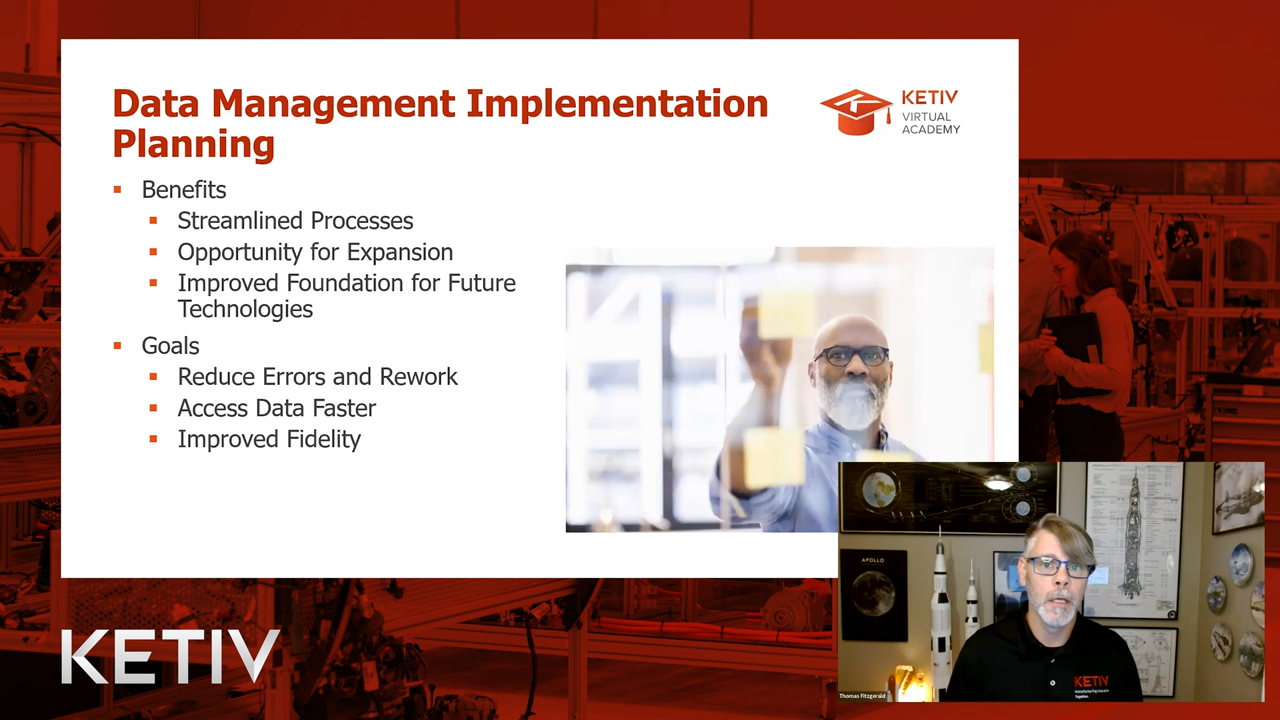 Data Management Implementation
Planning
KETIV
VIRTUAL
ACADEMY
Benefits
Streamlined Processes
Opportunity for Expansion
Improved Foundation for Future
Technologies
Goals
Reduce Errors and Rework
Access Data Faster
Improved Fidelity
APOLLO
KETIV
Together.
Thomas Fitzgerald
KETIV